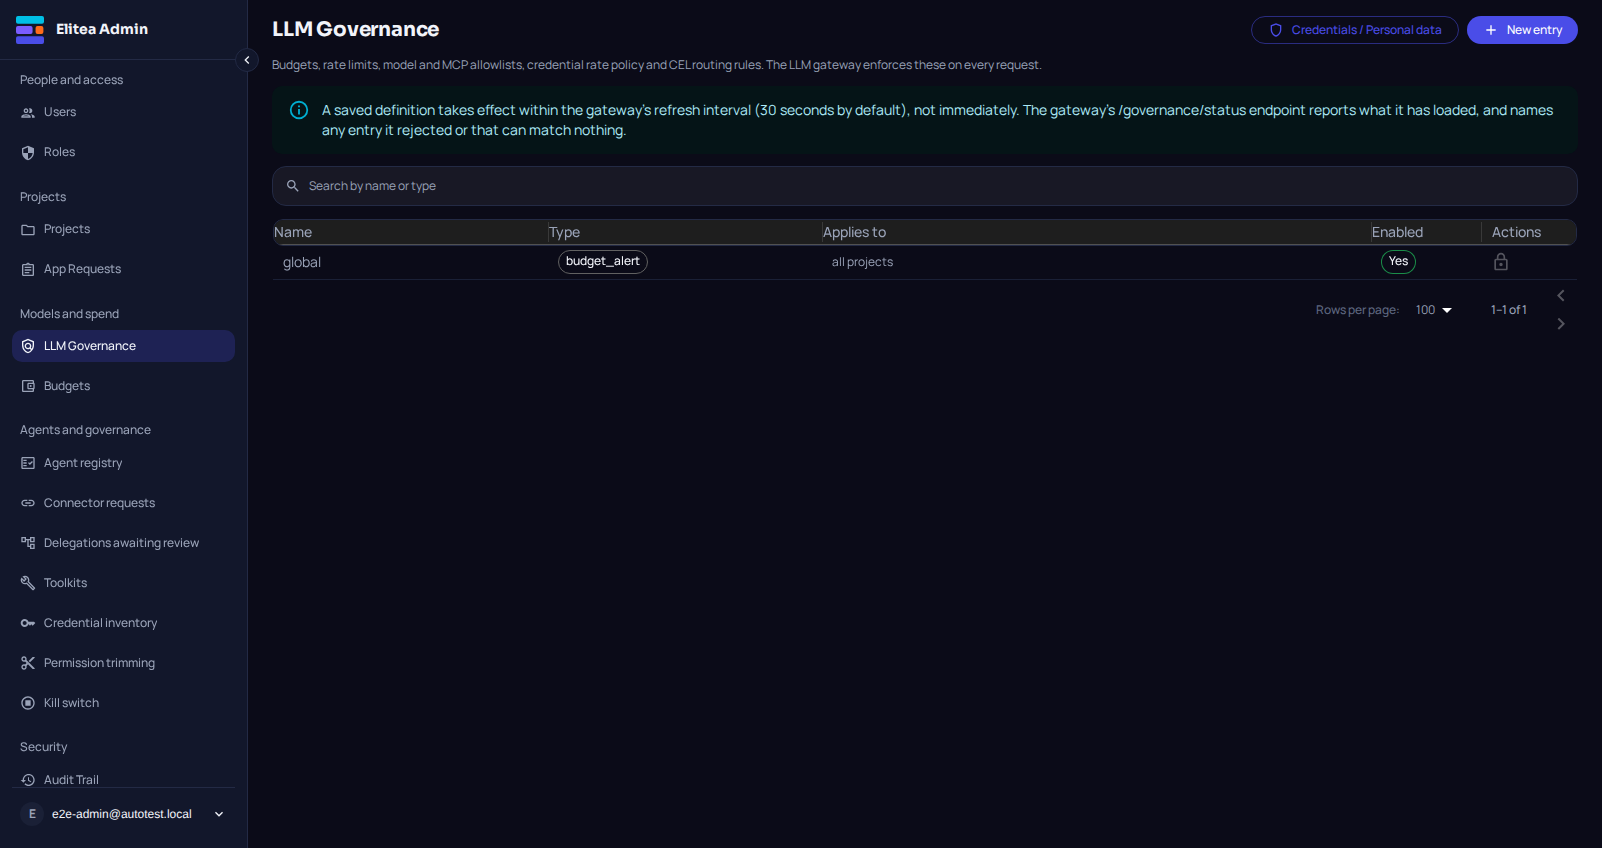 Elitea Admin
People and access
Users
Roles
Projects
Projects
App Requests
Models and spend
LLM Governance
Budgets
Agents and governance
Agent registry
Connector requests
Delegations awaiting review
Toolkits
Credential inventory
Permission trimming
Kill switch
Security
Audit Trail
E e2e-admin@autotest.local
LLM Governance
Credentials / Personal data
New entry
Budgets, rate limits, model and MCP allowlists, credential rate policy and CEL routing rules. The LLM gateway enforces these on every request.
A saved definition takes effect within the gateway's refresh interval (30 seconds by default), not immediately. The gateway's /governance/status endpoint reports what it has loaded, and names
any entry it rejected or that can match nothing.
Search by name or type
Name Type Applies to Enabled Actions
global budget_alert all projects Yes
Rows per page: 100 1–1 of 1